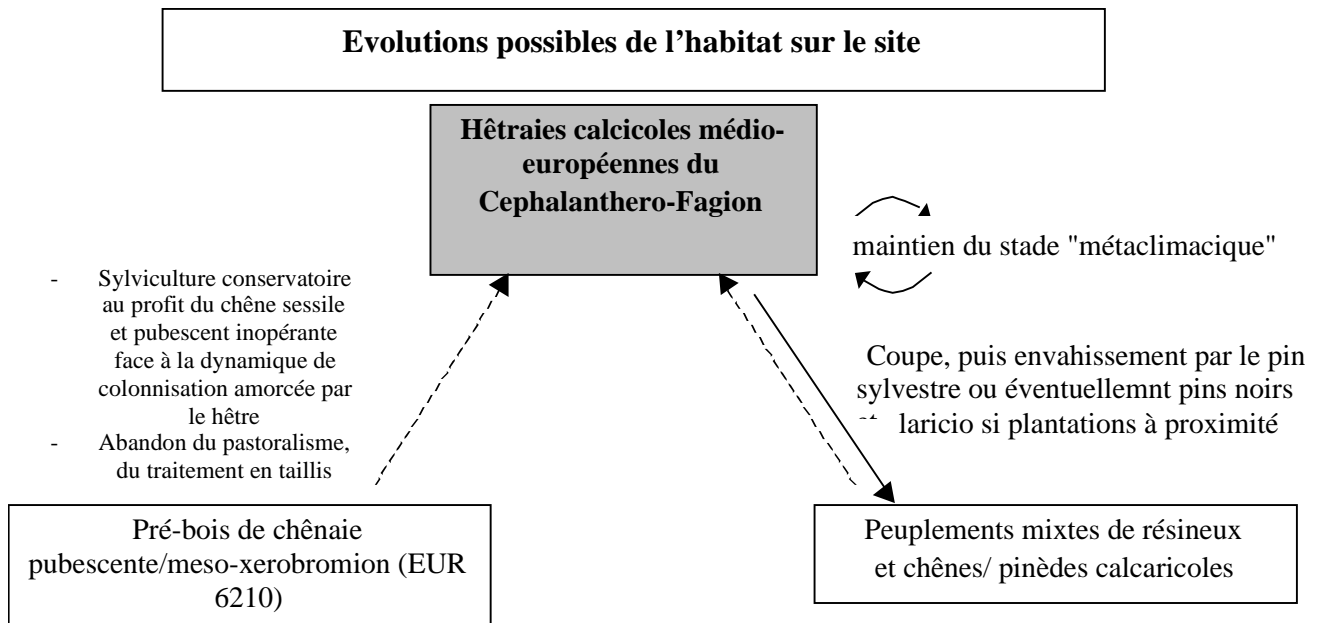 Evolutions possibles de l'habitat sur le site
Hêtraies calcicoles médio-
européennes du
Cephalanthero-Fagion
maintien du stade "métaclimacique"
- Sylviculture conservatoire
au profit du chêne sessile
et pubescent inopérante
face à la dynamique de
colonnisation amorcée par
le hêtre
- Abandon du pastoralisme,
du traitement en taillis
Coupe, puis envahissement par le pin
sylvestre ou éventuellemnt pins noirs
laricio si plantations à proximité
Pré-bois de chênaie
pubescente/meso-xerobromion (EUR
6210)
Peuplements mixtes de résineux
et chênes/ pinèdes calcaricoles